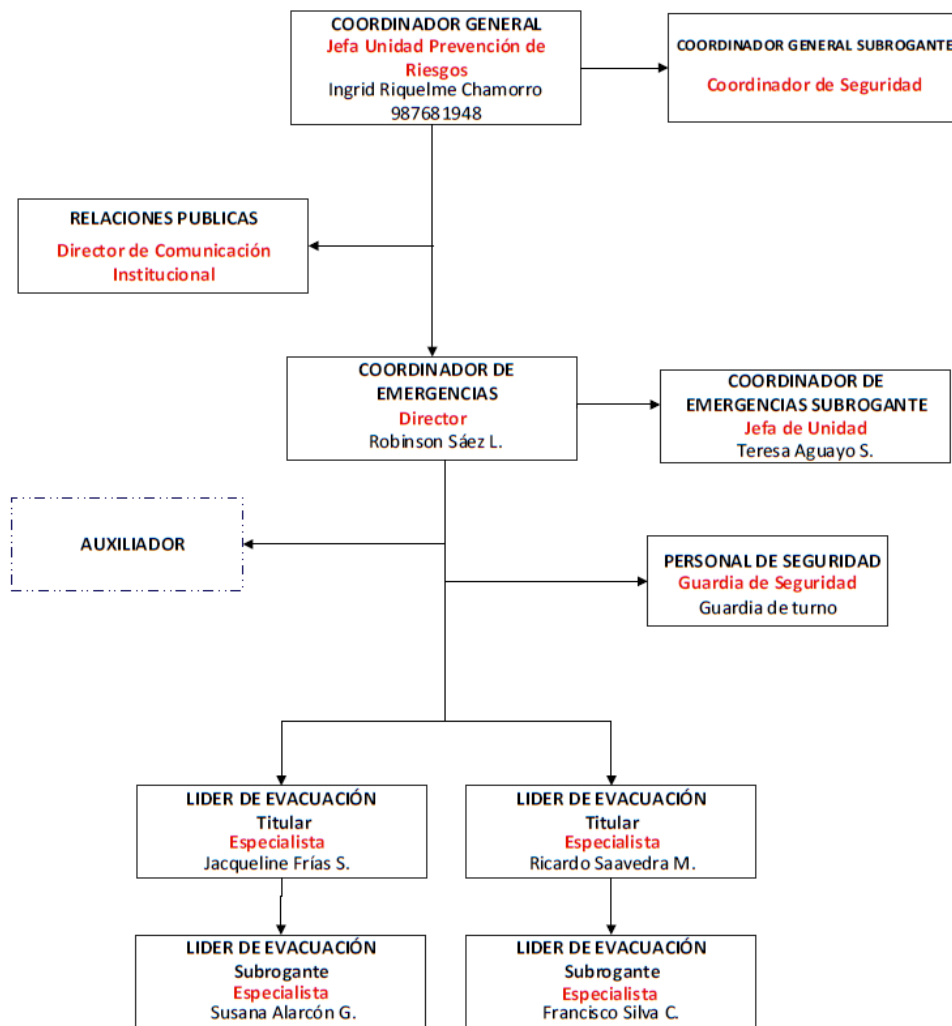 COORDINADOR GENERAL
Jefa Unidad Prevención de
Riesgos
Ingrid Riquelme Chamorro
987681948
COORDINADOR GENERAL SUBROGANTE
Coordinador de Seguridad
RELACIONES PUBLICAS
Director de Comunicación
Institucional
COORDINADOR DE
EMERGENCIAS
Director
Robinson Sáez L.
COORDINADOR DE
EMERGENCIAS SUBROGANTE
Jefa de Unidad
Teresa Aguayo S.
AUXILIADOR
PERSONAL DE SEGURIDAD
Guardia de Seguridad
Guardia de turno
LIDER DE EVACUACIÓN
Titular
Especialista
Jacqueline Frías S.
LIDER DE EVACUACIÓN
Titular
Especialista
Ricardo Saavedra M.
LIDER DE EVACUACIÓN
Subrogante
Especialista
Susana Alarcón G.
LIDER DE EVACUACIÓN
Subrogante
Especialista
Francisco Silva C.